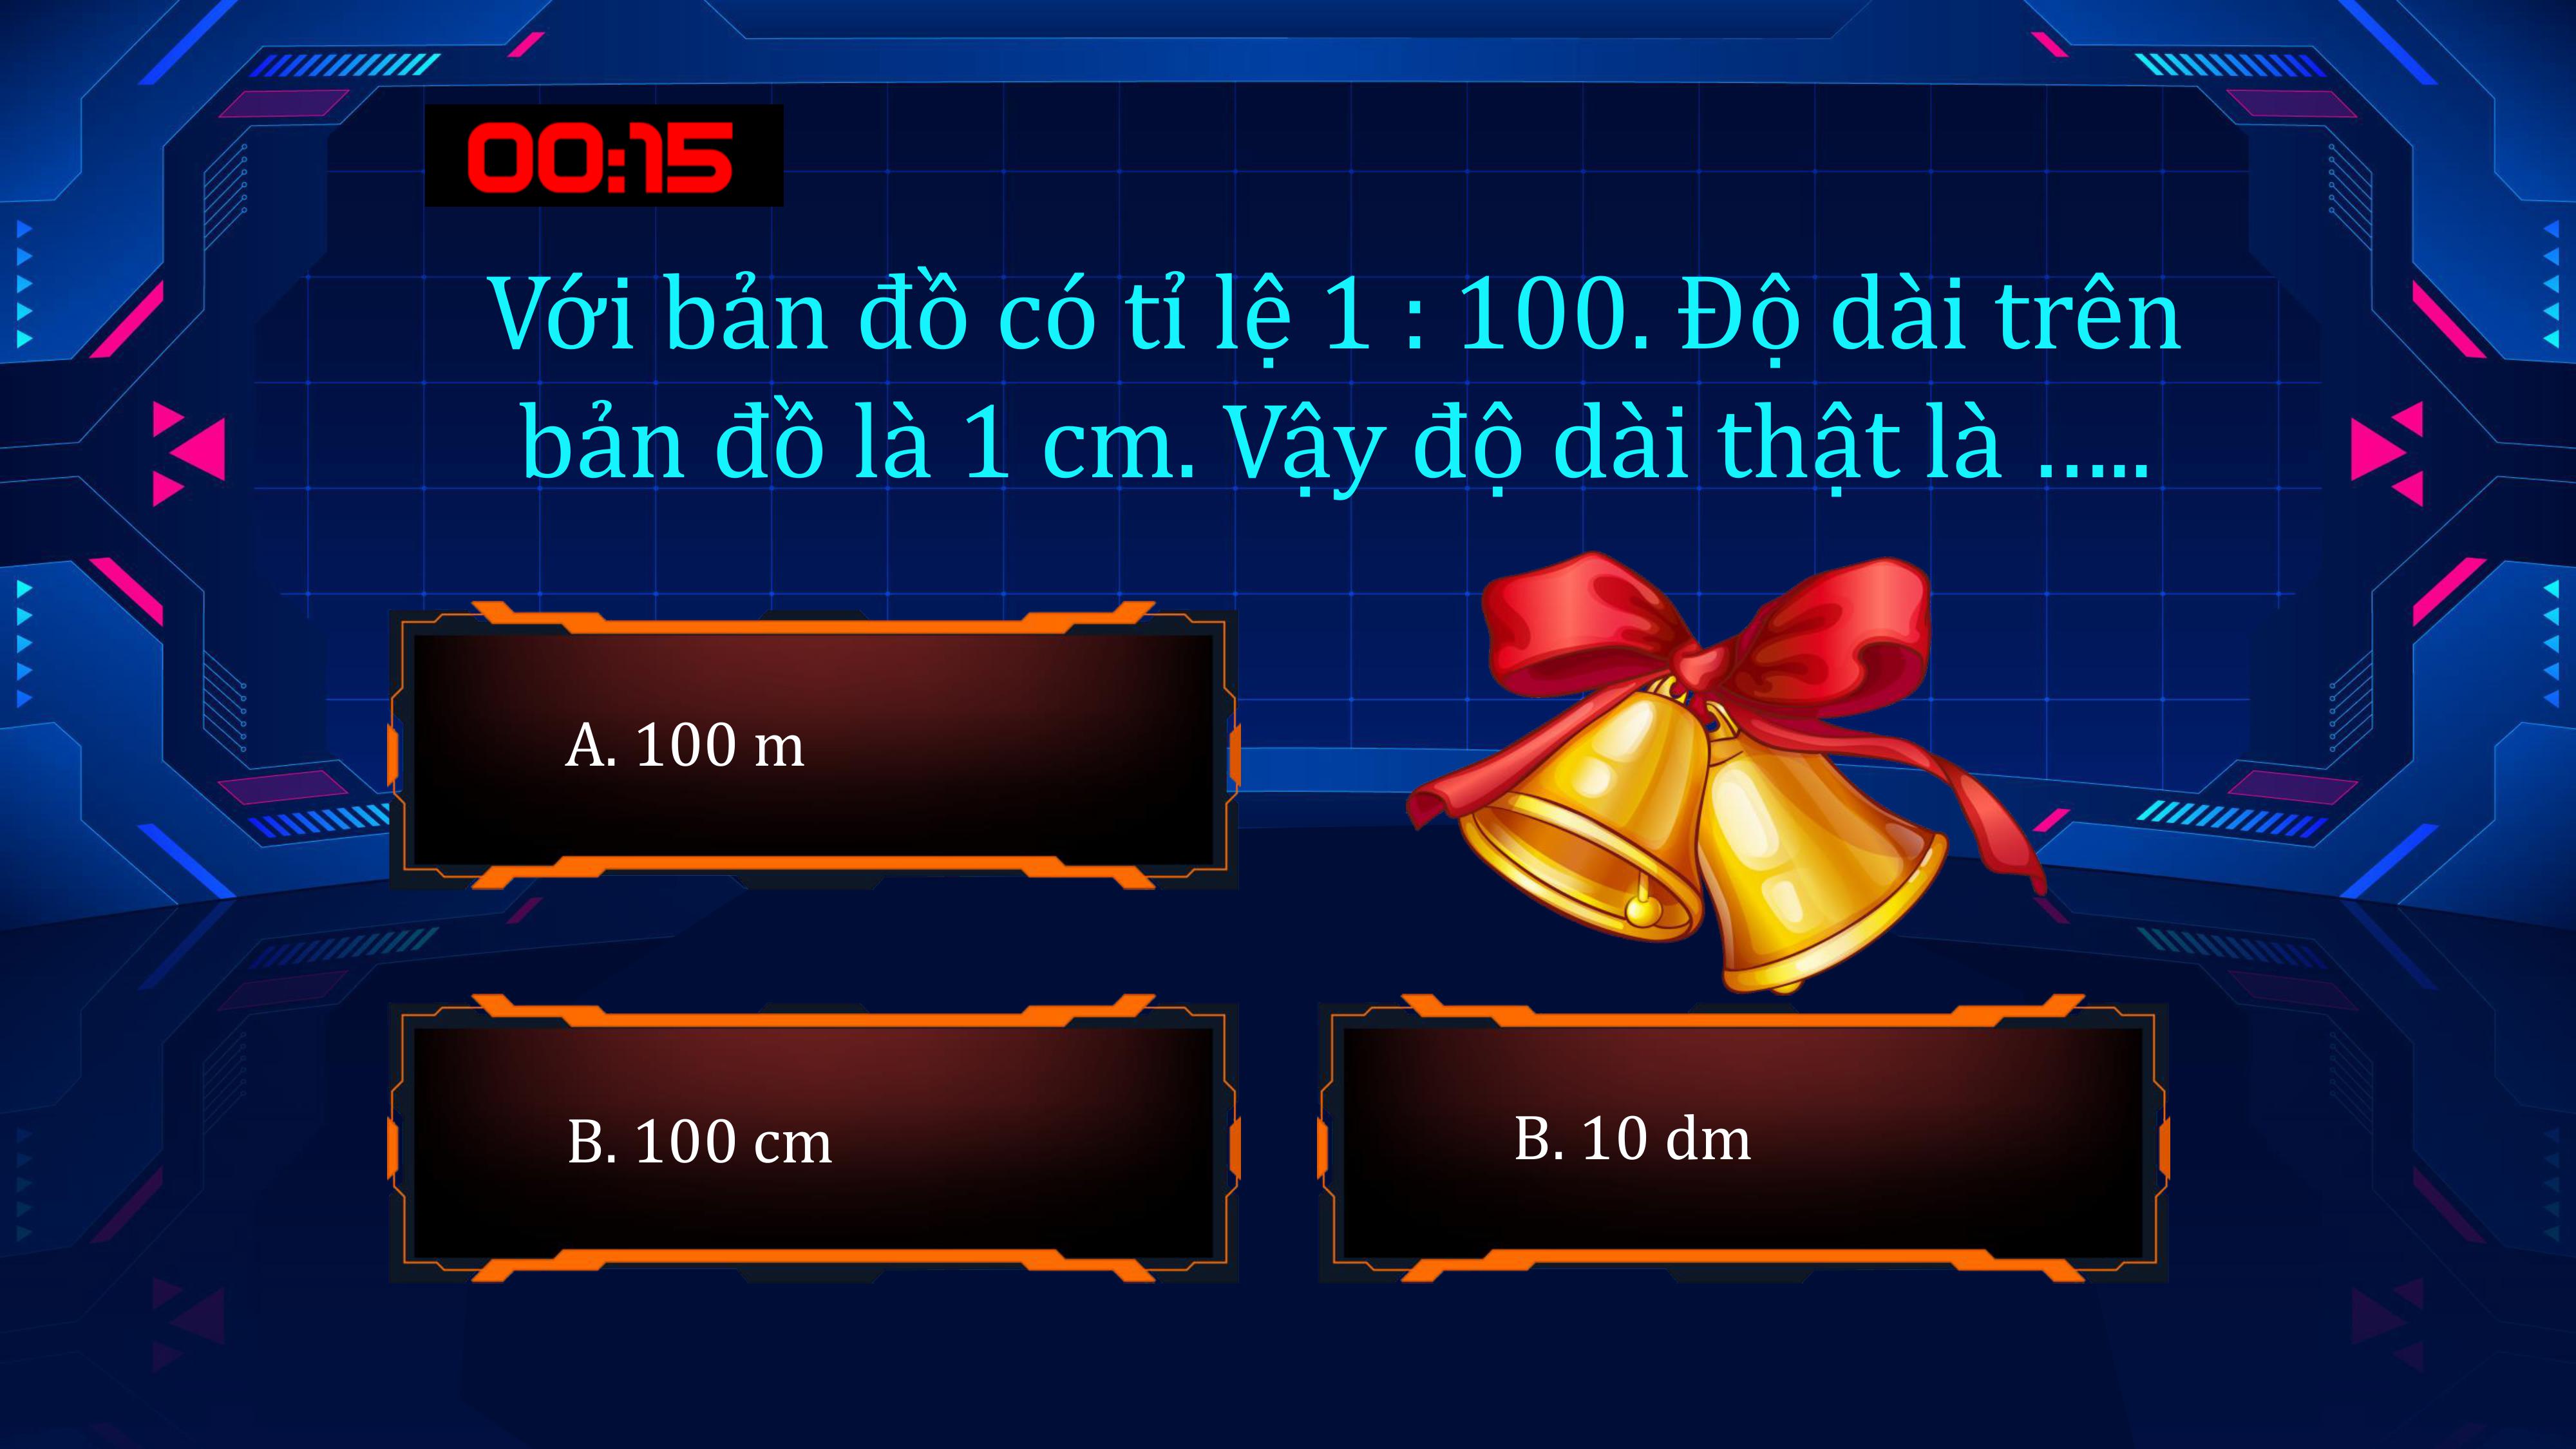 00:15
Với bản đồ có tỉ lệ 1 : 100. Độ dài trên
bản đồ là 1 cm. Vậy độ dài thật là .....
A. 100 m
B. 100 cm
B. 10 dm